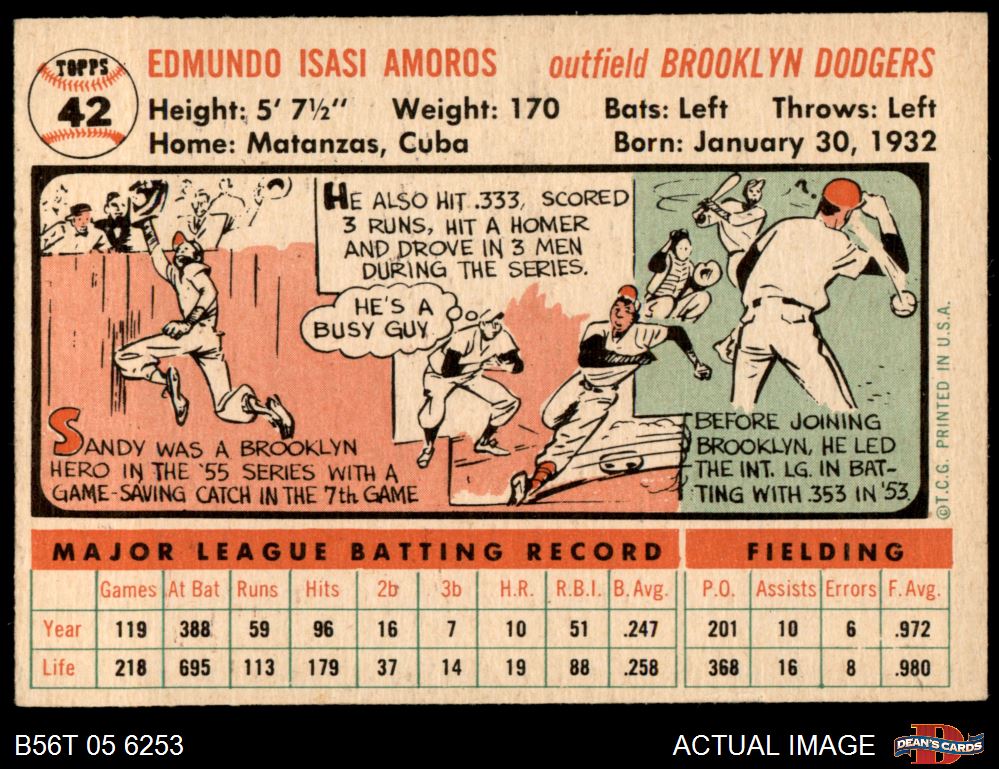 TOPPS
42
EDMUNDO ISASI AMOROS outfield BROOKLYN DODGERS
Height: 5' 7½" Weight: 170 Bats: Left Throws: Left
Home: Matanzas, Cuba Born: January 30, 1932
SANDY WAS A BROOKLYN
HERO IN THE '55 SERIES WITH A
GAME-SAVING CATCH IN THE 7th GAME
HE ALSO HIT .333, SCORED
3 RUNS, HIT A HOMER
AND DROVE IN 3 MEN
DURING THE SERIES.
HE'S A
BUSY GUY
BEFORE JOINING
BROOKLYN, HE LED
THE INT. LG. IN BAT-
TING WITH .353 IN '53.
©T.C.G. PRINTED IN U.S.A.
MAJOR LEAGUE BATTING RECORD FIELDING
Games At Bat Runs Hits 2b 3b H.R. R.B.I. B. Avg. P.O. Assists Errors F. Avg.
Year 119 388 59 96 16 7 10 51 .247 201 10 6 .972
Life 218 695 113 179 37 14 19 88 .258 368 16 8 .980
B56T 05 6253 ACTUAL IMAGE
D
DEAN'S CARDS